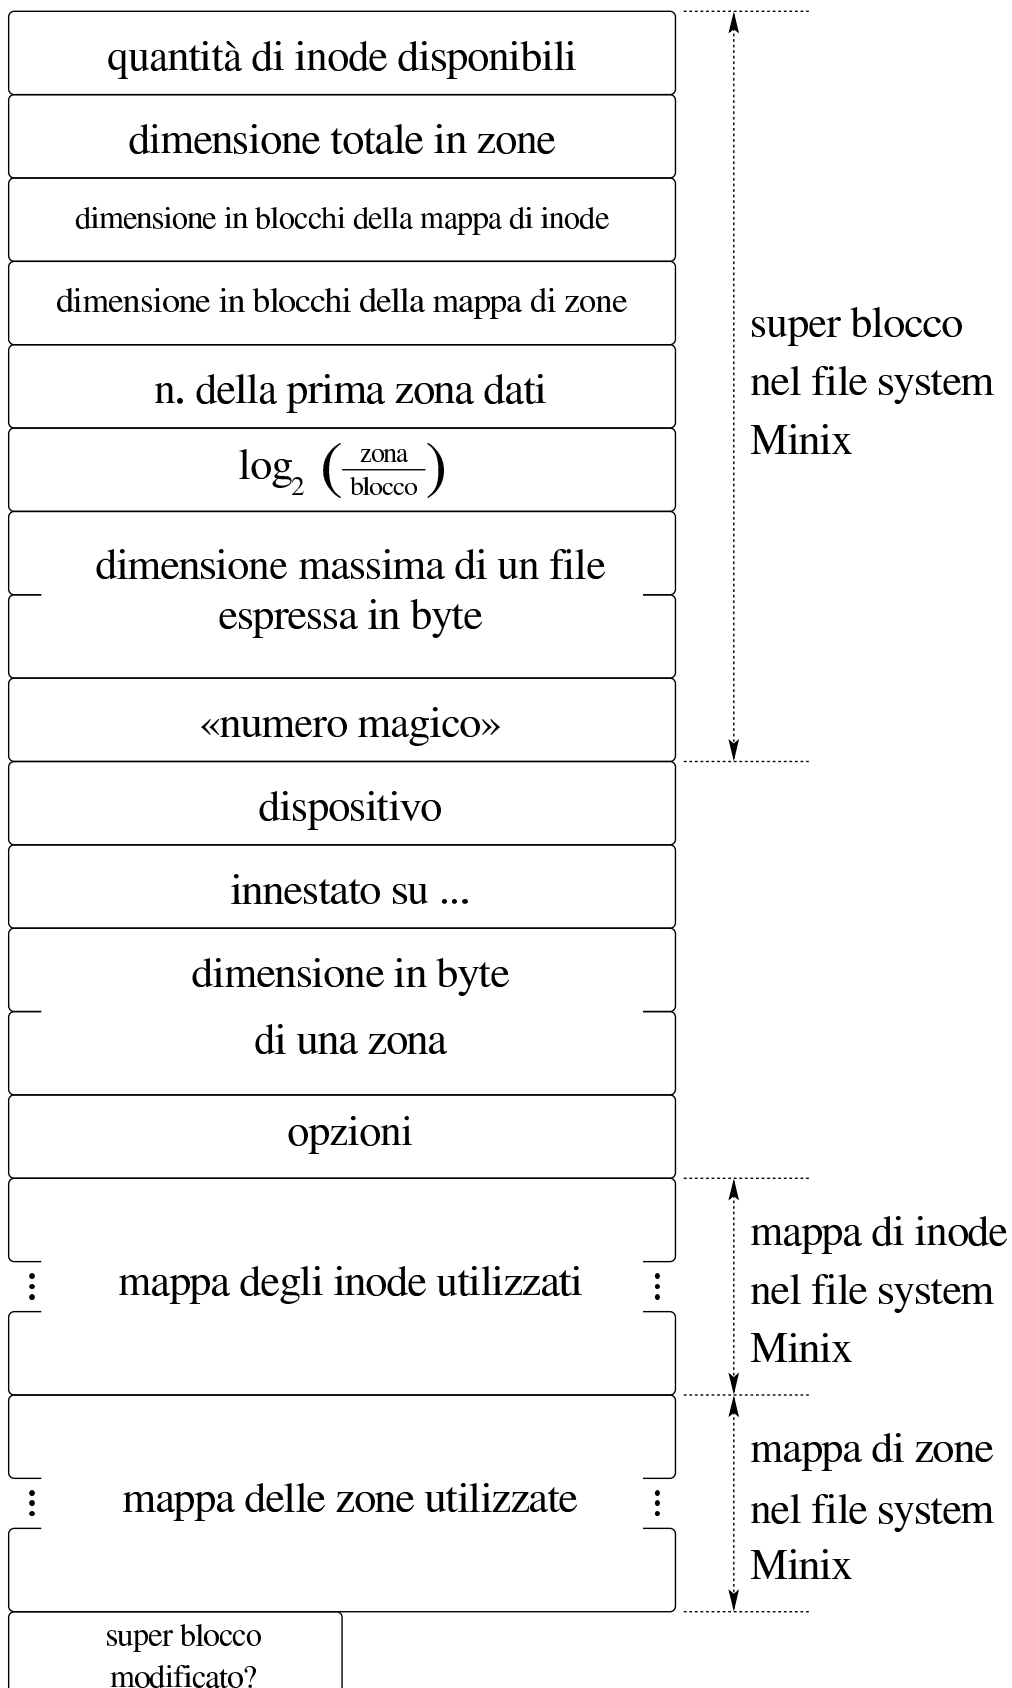 quantità di inode disponibili
dimensione totale in zone
dimensione in blocchi della mappa di inode
dimensione in blocchi della mappa di zone
n. della prima zona dati
log2 (zona/blocco)
dimensione massima di un file
espressa in byte
«numero magico»
super blocco
nel file system
Minix
dispositivo
innestato su ...
dimensione in byte
di una zona
opzioni
mappa degli inode utilizzati
mappa di inode
nel file system
Minix
mappa delle zone utilizzate
mappa di zone
nel file system
Minix
super blocco
modificato?